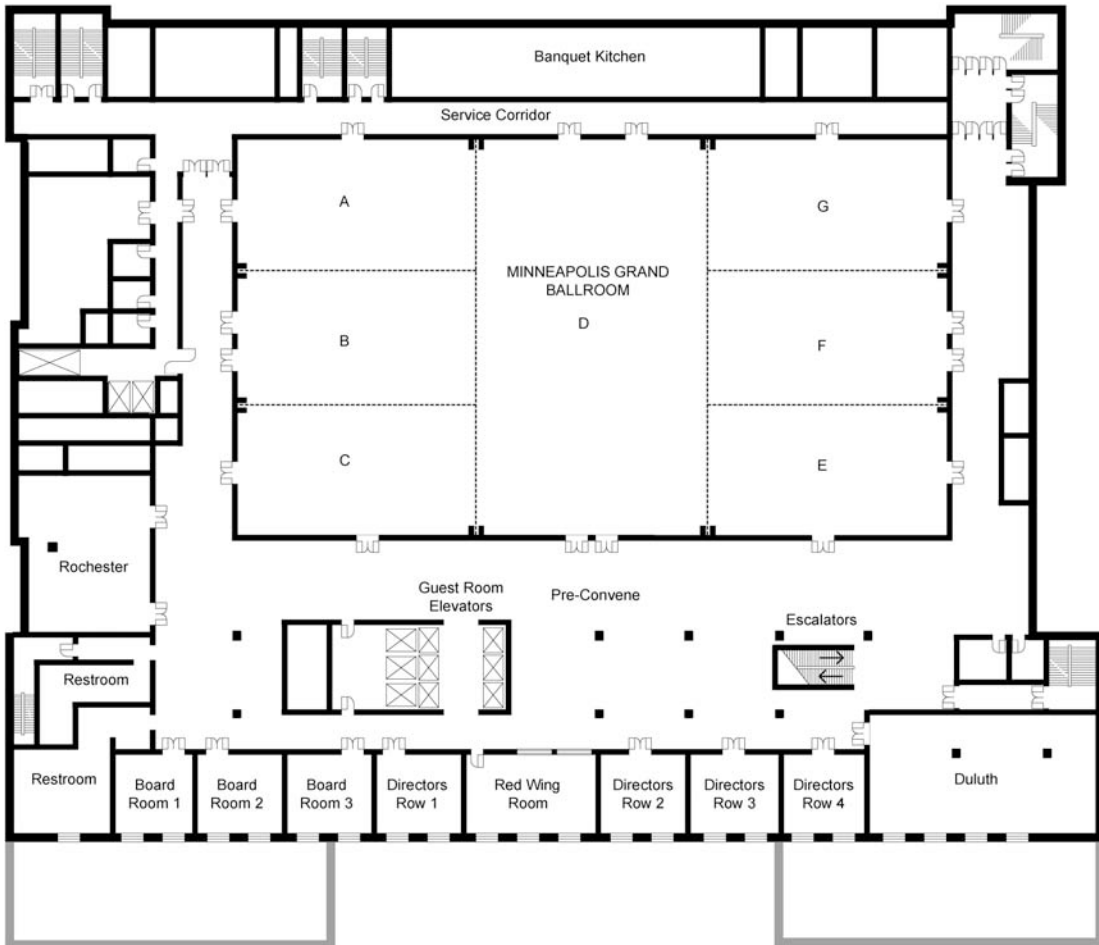 Banquet Kitchen
Service Corridor
A
G
MINNEAPOLIS GRAND
BALLROOM
D
B
F
C
E
Rochester
Guest Room
Elevators
Pre-Convene
Escalators
Restroom
Restroom
Board
Room 1
Board
Room 2
Board
Room 3
Directors
Row 1
Red Wing
Room
Directors
Row 2
Directors
Row 3
Directors
Row 4
Duluth